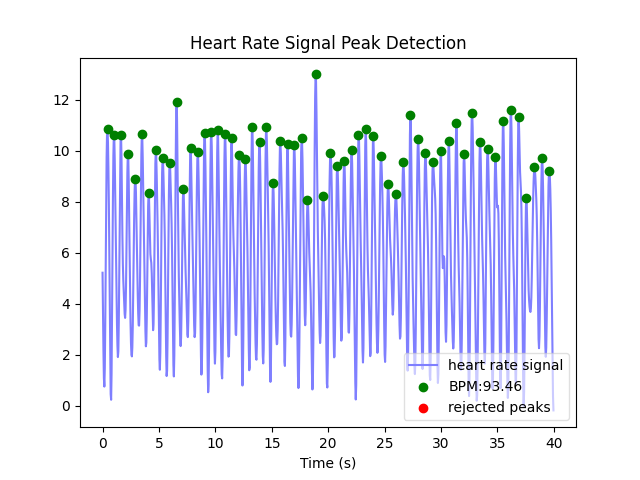 Heart Rate Signal Peak Detection
12
10
8
6
4
2
0
heart rate signal
BPM:93.46
rejected peaks
0 5 10 15 20 25 30 35 40
Time (s)